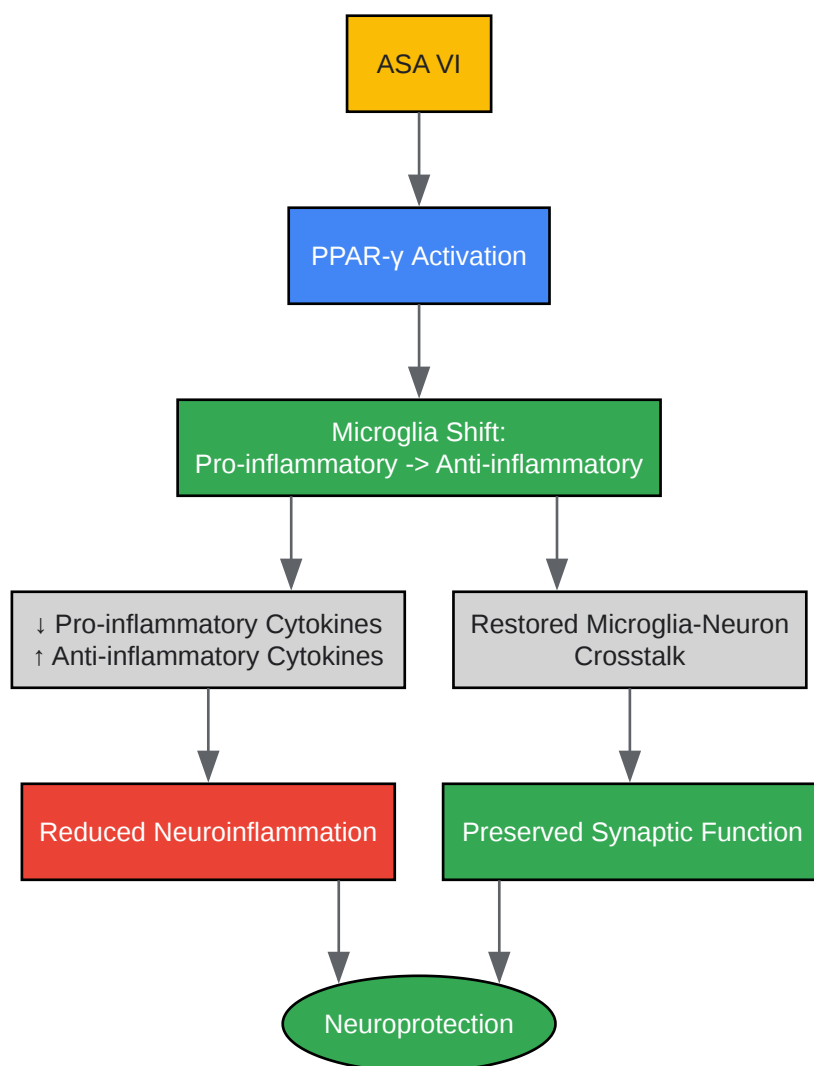 ASA VI
PPAR-γ Activation
Microglia Shift:
Pro-inflammatory -> Anti-inflammatory
↓ Pro-inflammatory Cytokines
↑ Anti-inflammatory Cytokines
Restored Microglia-Neuron
Crosstalk
Reduced Neuroinflammation
Preserved Synaptic Function
Neuroprotection